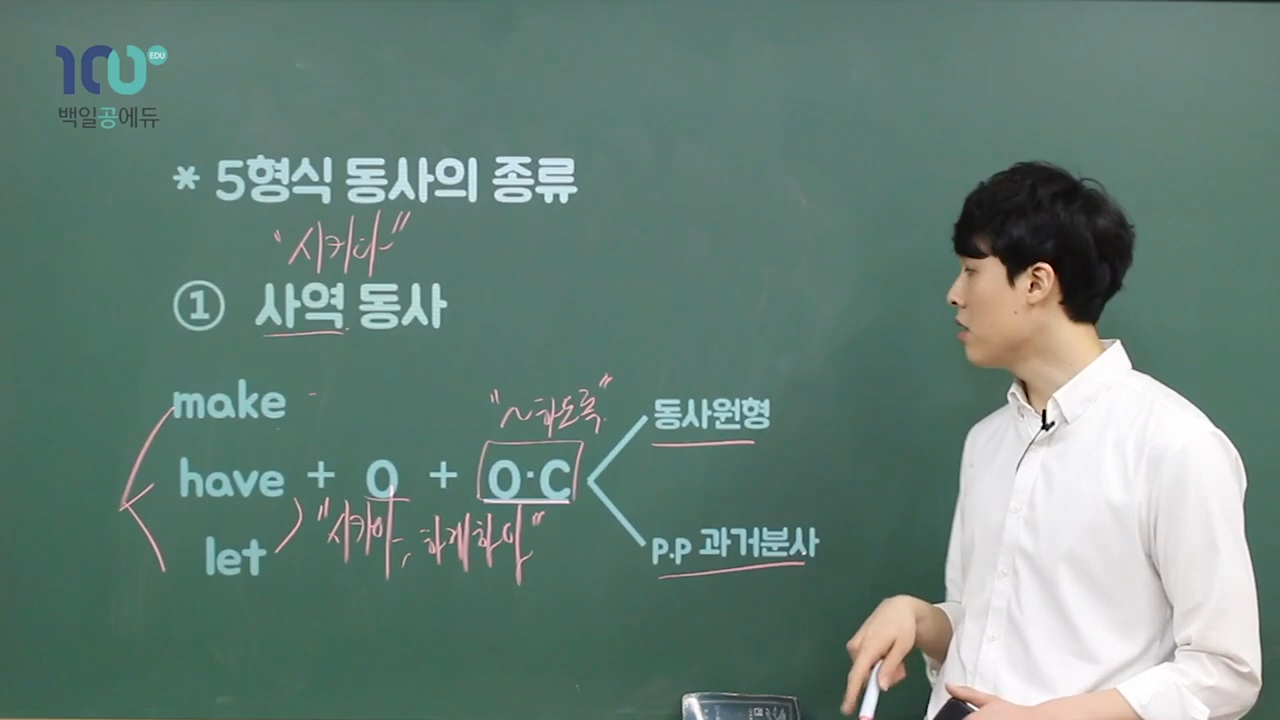 100 EDU
백일공에듀
* 5형식 동사의 종류
"시키다"
① 사역 동사
make
"~하도록"
동사원형
have + O + O·C
"시키다, 하게하다"
let
p.p 과거분사